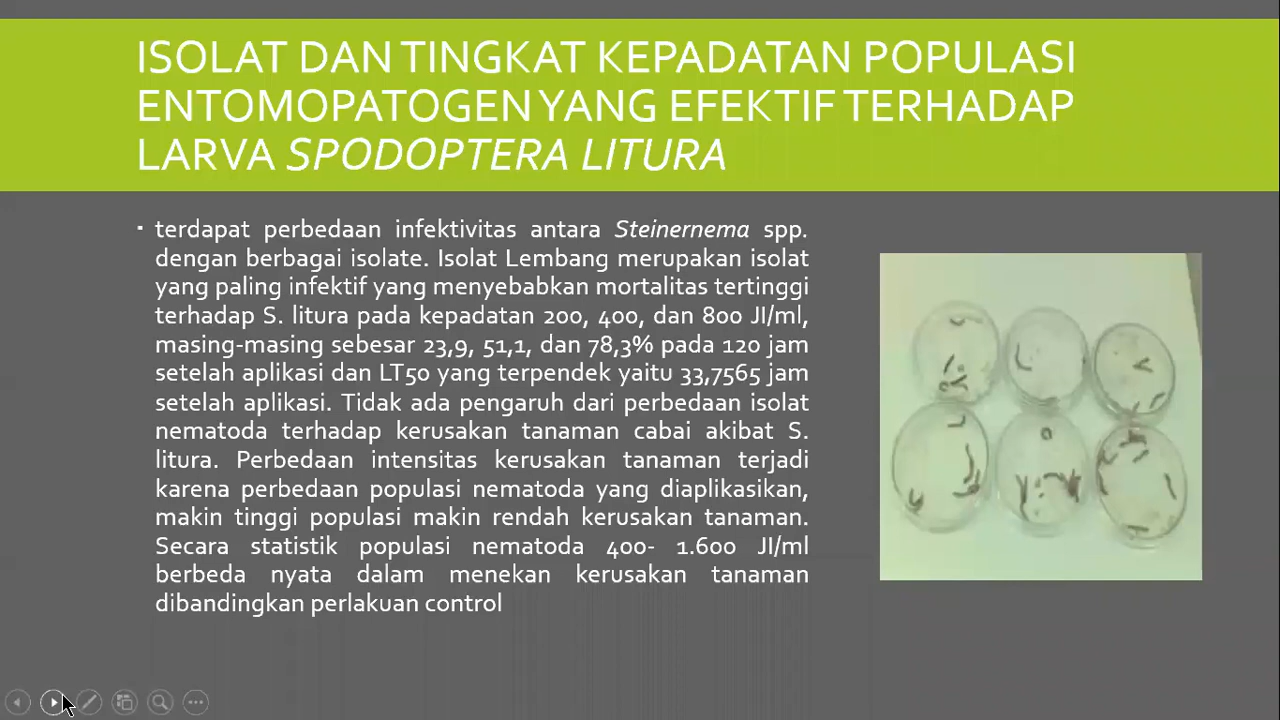 ISOLAT DAN TINGKAT KEPADATAN POPULASI
ENTOMOPATOGEN YANG EFEKTIF TERHADAP
LARVA SPODOPTERA LITURA
▪ terdapat perbedaan infektivitas antara Steinernema spp.
dengan berbagai isolate. Isolat Lembang merupakan isolat
yang paling infektif yang menyebabkan mortalitas tertinggi
terhadap S. litura pada kepadatan 200, 400, dan 800 JI/ml,
masing-masing sebesar 23,9, 51,1, dan 78,3% pada 120 jam
setelah aplikasi dan LT50 yang terpendek yaitu 33,7565 jam
setelah aplikasi. Tidak ada pengaruh dari perbedaan isolat
nematoda terhadap kerusakan tanaman cabai akibat S.
litura. Perbedaan intensitas kerusakan tanaman terjadi
karena perbedaan populasi nematoda yang diaplikasikan,
makin tinggi populasi makin rendah kerusakan tanaman.
Secara statistik populasi nematoda 400- 1.600 JI/ml
berbeda nyata dalam menekan kerusakan tanaman
dibandingkan perlakuan control